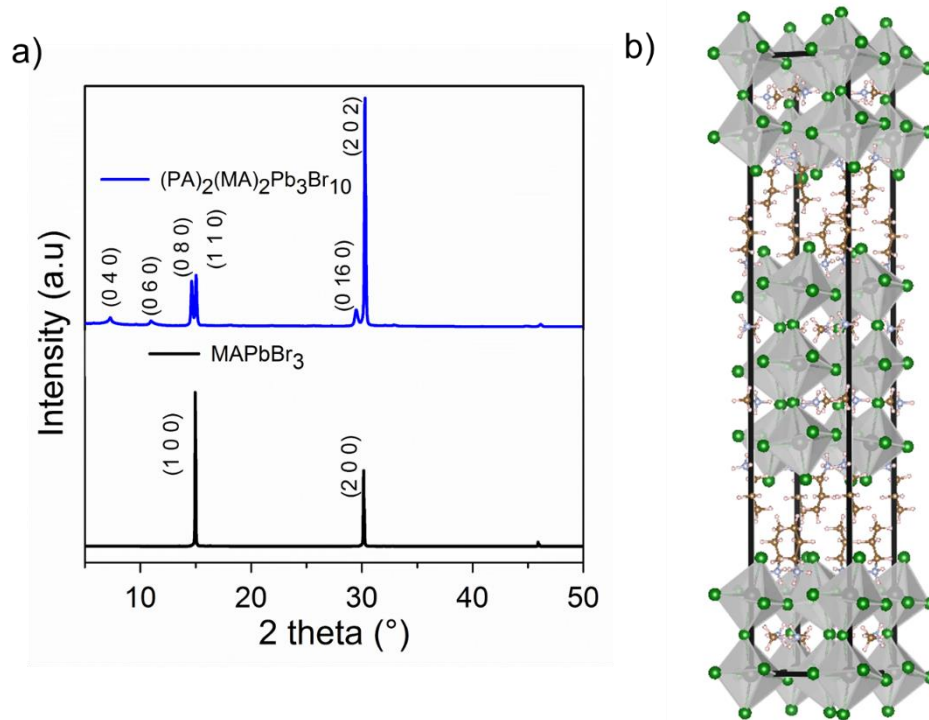 a)
b)
(PA)2(MA)2Pb3Br10
(0 4 0)
(0 6 0)
(0 8 0)
(1 1 0)
(0 16 0)
(2 0 2)
MAPbBr3
(1 0 0)
(2 0 0)
Intensity (a.u)
10
20
30
40
50
2 theta (°)